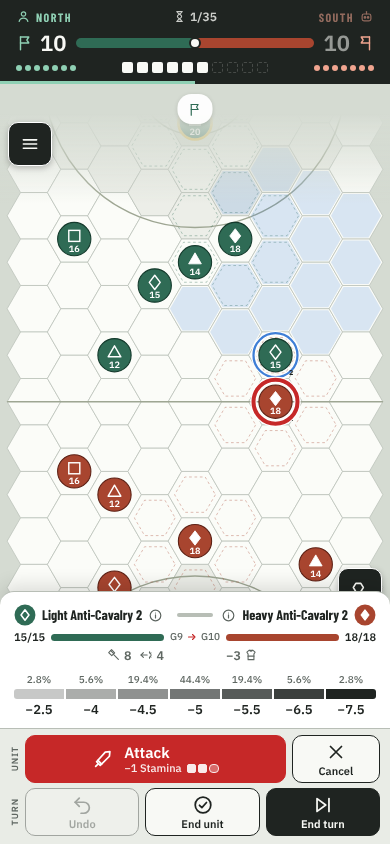 NORTH 1/35 SOUTH
10 10
20
16 18
14
15
12 15
2
18
16
12
18
14
Light Anti-Cavalry 2 Heavy Anti-Cavalry 2
15/15 G9 → G10 18/18
8 4 −3
2.8% 5.6% 19.4% 44.4% 19.4% 5.6% 2.8%
−2.5 −4 −4.5 −5 −5.5 −6.5 −7.5
UNIT
Attack
−1 Stamina
Cancel
TURN
Undo
End unit
End turn